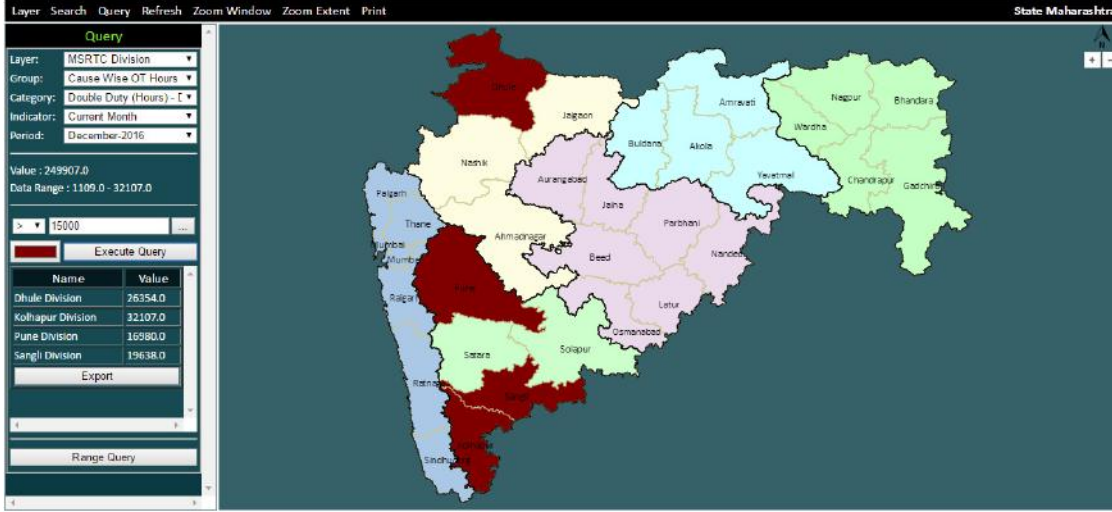 Layer Search Query Refresh Zoom Window Zoom Extent Print
State Maharashtra
Query
Layer: MSRTC Division
Group: Cause Wise OT Hours
Category: Double Duty (Hours) - D
Indicator: Current Month
Period: December-2016
Value : 249907.0
Data Range : 1109.0 - 32107.0
> 15000 ...
Execute Query
Name Value
Dhule Division 26354.0
Kolhapur Division 32107.0
Pune Division 16980.0
Sangli Division 19638.0
Export
Range Query
N
+ -
Dhule
Jalgaon
Nashik
Amravati
Nagpur
Bhandara
Wardha
Buldana
Akola
Yavatmal
Chandrapur
Gadchiro
Aurangabad
Jalna
Parbhani
Palgarh
Thane
Mumbai
Mumba
Ahmadnagar
Beed
Nanded
Pune
Raigarh
Latur
Osmanabad
Satara
Solapur
Ratnag
Sangli
Kolhapur
Sindhudurg